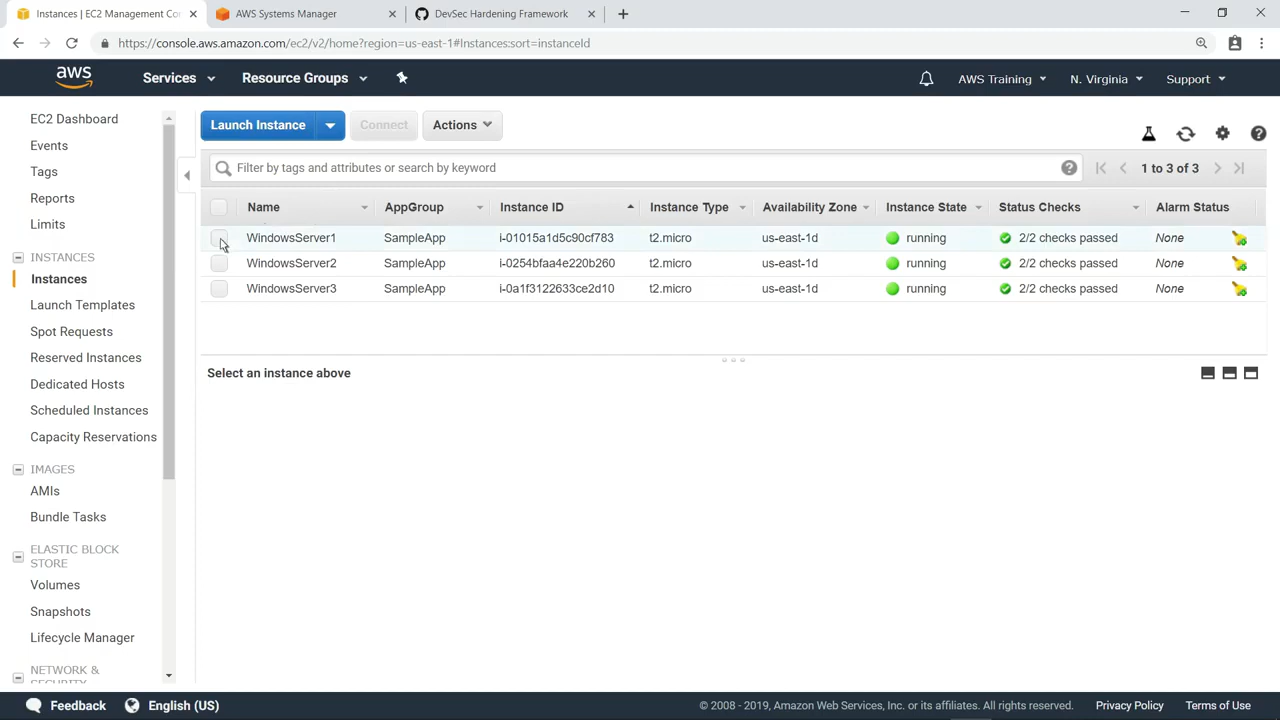 Instances | EC2 Management Co
AWS Systems Manager
DevSec Hardening Framework
https://console.aws.amazon.com/ec2/v2/home?region=us-east-1#Instances:sort=instanceId
aws
Services
Resource Groups
AWS Training
N. Virginia
Support
EC2 Dashboard
Events
Tags
Reports
Limits
INSTANCES
Instances
Launch Templates
Spot Requests
Reserved Instances
Dedicated Hosts
Scheduled Instances
Capacity Reservations
IMAGES
AMIs
Bundle Tasks
ELASTIC BLOCK
STORE
Volumes
Snapshots
Lifecycle Manager
NETWORK &
SECURITY
Launch Instance
Connect
Actions
Filter by tags and attributes or search by keyword
1 to 3 of 3
Name AppGroup Instance ID Instance Type Availability Zone Instance State Status Checks Alarm Status
WindowsServer1 SampleApp i-01015a1d5c90cf783 t2.micro us-east-1d running 2/2 checks passed None
WindowsServer2 SampleApp i-0254bfaa4e220b260 t2.micro us-east-1d running 2/2 checks passed None
WindowsServer3 SampleApp i-0a1f3122633ce2d10 t2.micro us-east-1d running 2/2 checks passed None
Select an instance above
Feedback
English (US)
© 2008 - 2019, Amazon Web Services, Inc. or its affiliates. All rights reserved.
Privacy Policy
Terms of Use